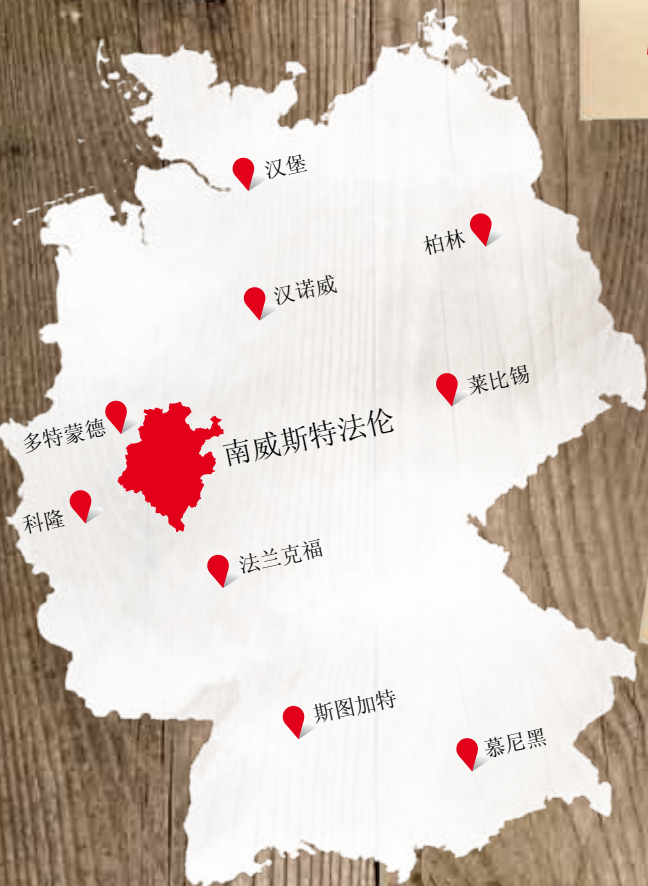 汉堡
柏林
汉诺威
莱比锡
多特蒙德
南威斯特法伦
科隆
法兰克福
斯图加特
慕尼黑